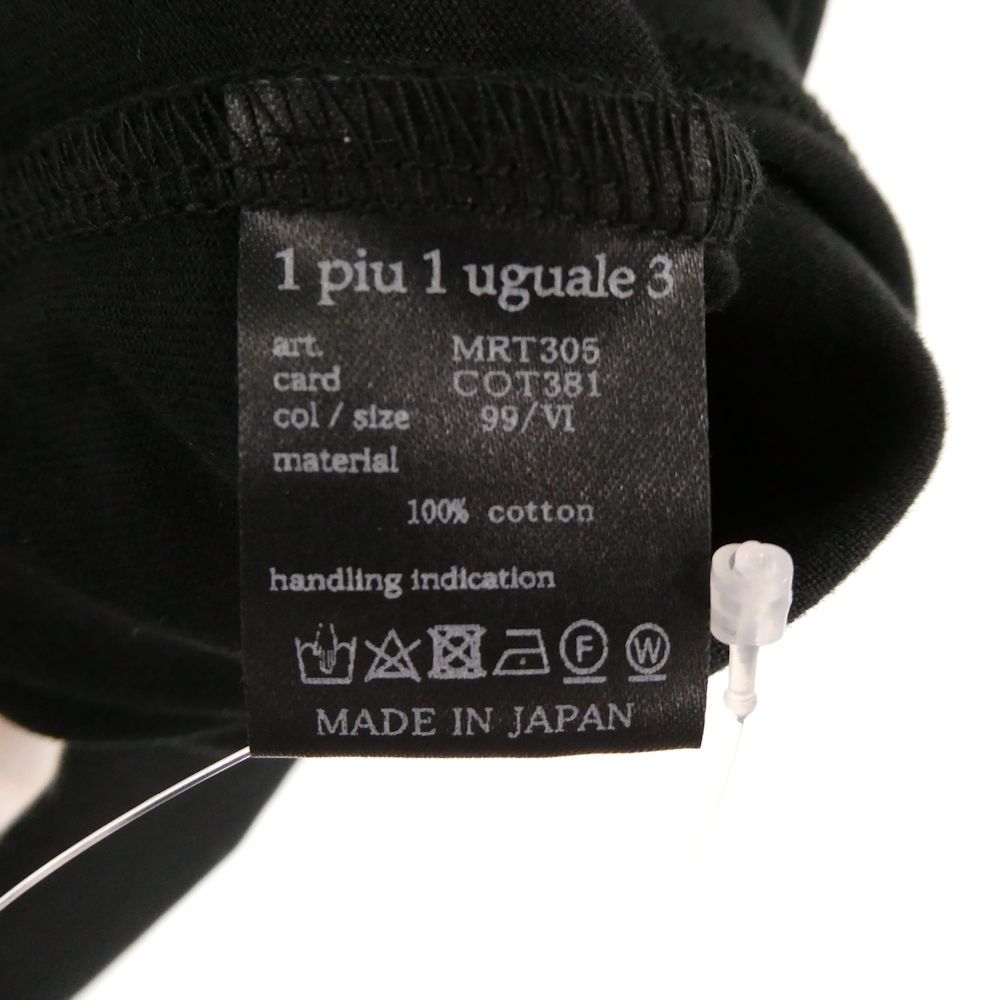 1 piu 1 uguale 3
art. MRT305
card COT381
col / size 99/VI
material
100% cotton
handling indication
F W
MADE IN JAPAN